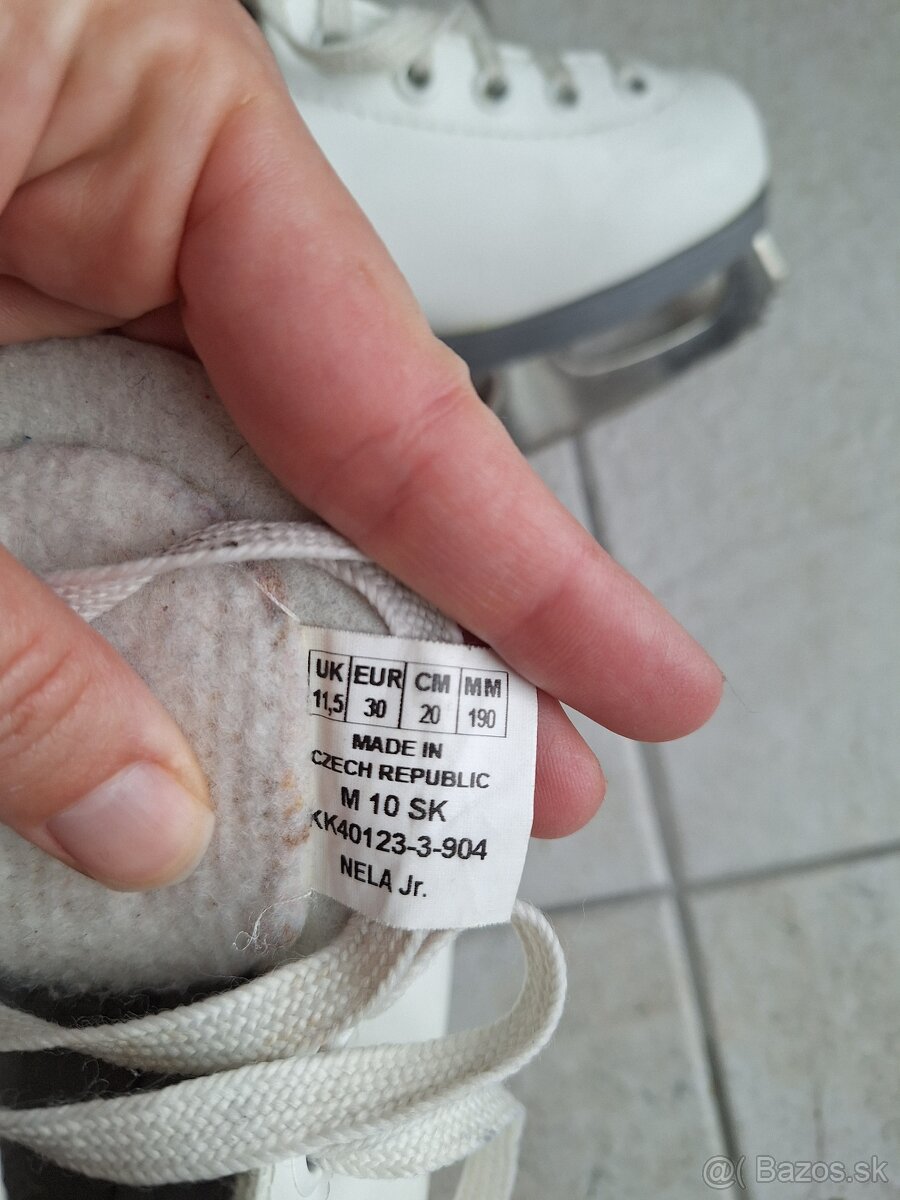 UK EUR CM MM
11,5 30 20 190
MADE IN
CZECH REPUBLIC
M 10 SK
KK40123-3-904
NELA Jr.
@( Bazos.sk